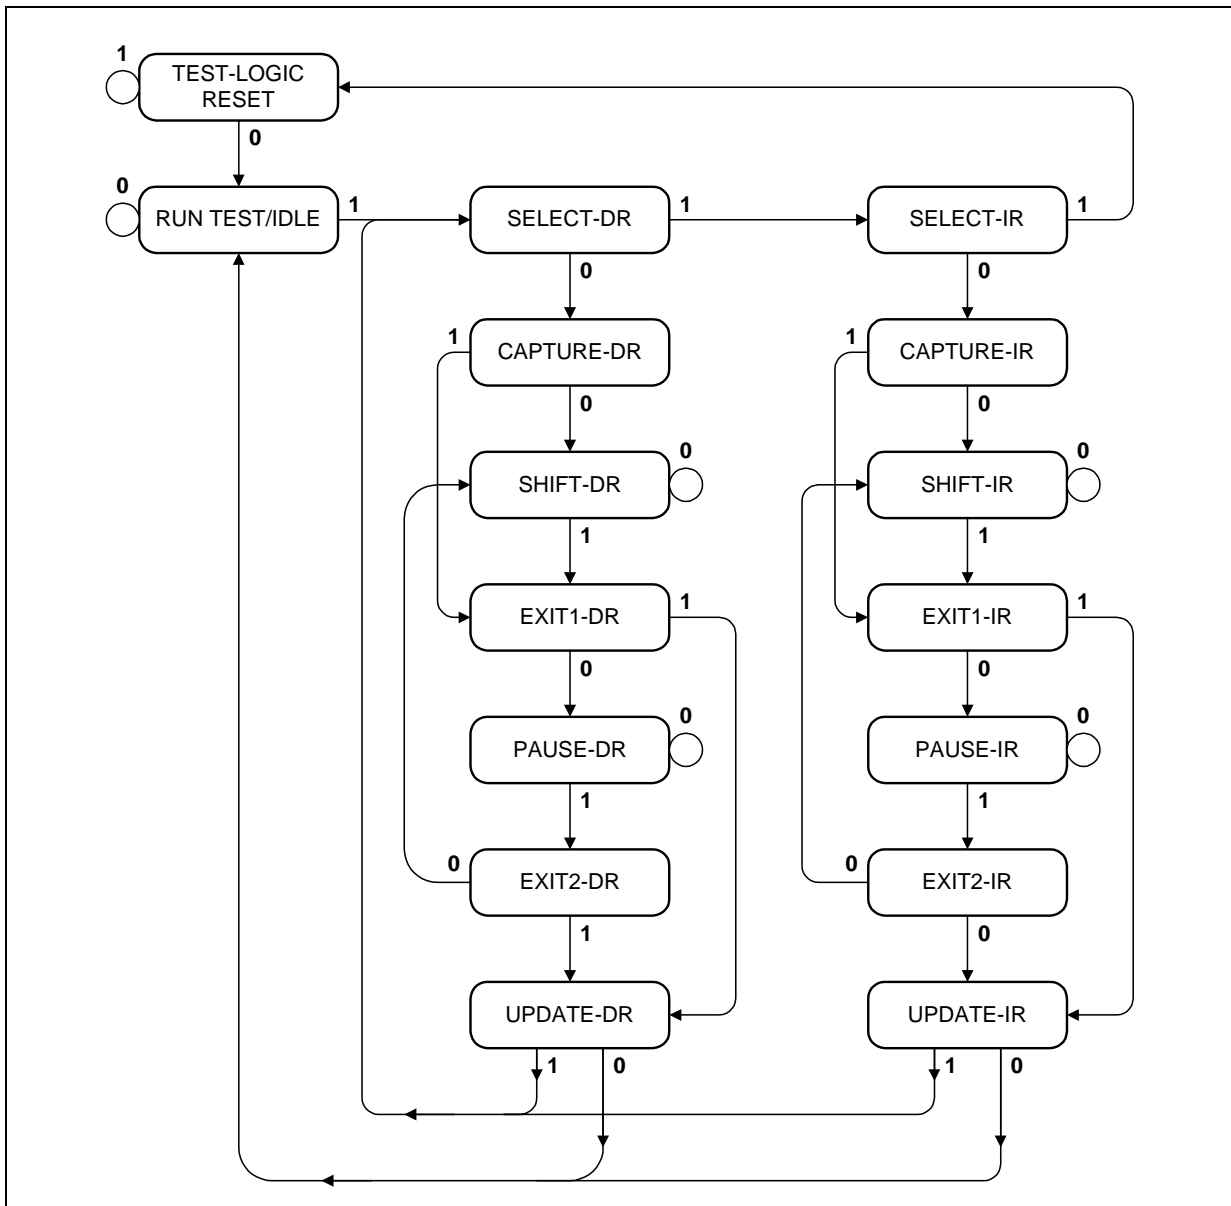 1
TEST-LOGIC
RESET
0
0
RUN TEST/IDLE
1
SELECT-DR
1
SELECT-IR
1
0
0
1
CAPTURE-DR
1
CAPTURE-IR
0
0
0
0
SHIFT-DR
SHIFT-IR
1
1
EXIT1-DR
1
EXIT1-IR
1
0
0
0
0
PAUSE-DR
PAUSE-IR
1
1
0
EXIT2-DR
0
EXIT2-IR
1
0
UPDATE-DR
UPDATE-IR
1
0
1
0